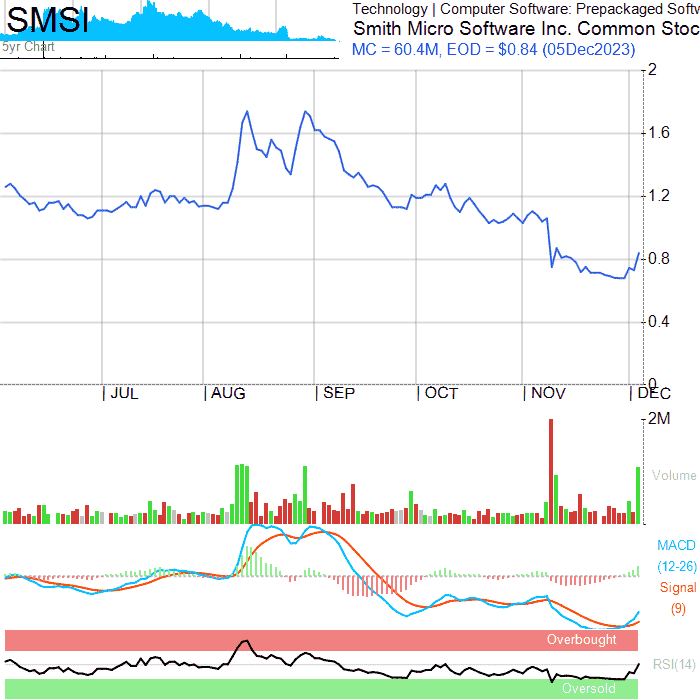 SMSI
5yr Chart
Technology | Computer Software: Prepackaged Softw
Smith Micro Software Inc. Common Stoc
MC = 60.4M, EOD = $0.84 (05Dec2023)
2
1.6
1.2
0.8
0.4
0
| JUL | AUG | SEP | OCT | NOV | DEC
2M
Volume
MACD
(12-26)
Signal
(9)
Overbought
RSI(14)
Oversold